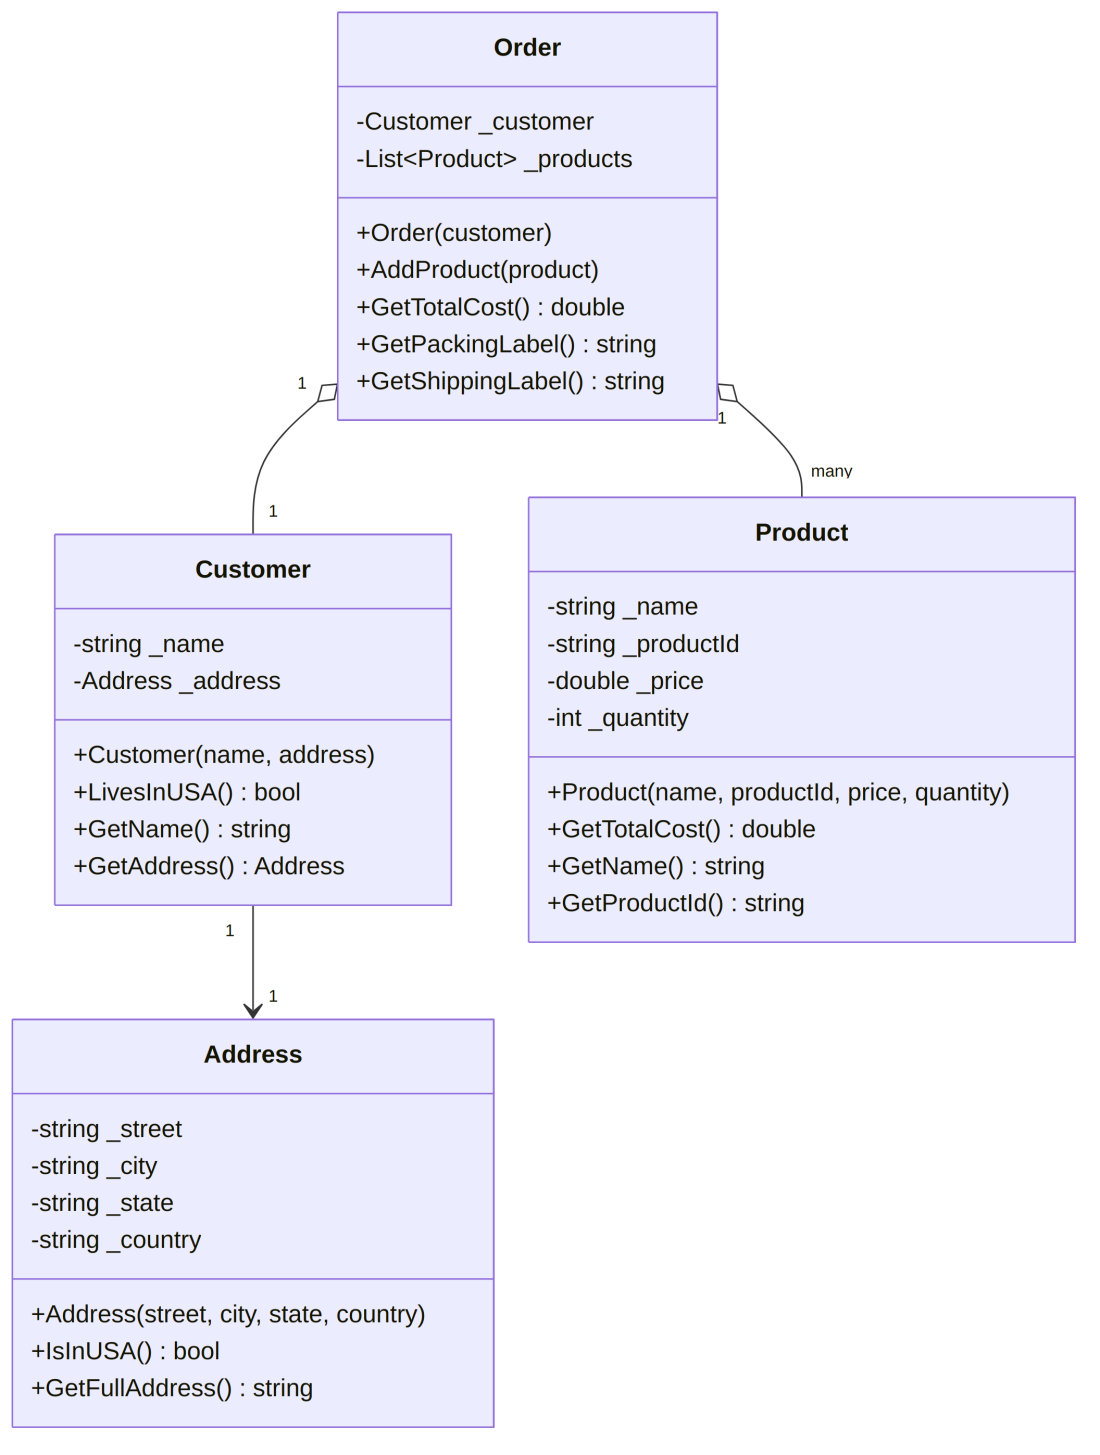 Order
-Customer _customer
-List<Product> _products
+Order(customer)
+AddProduct(product)
+GetTotalCost() : double
+GetPackingLabel() : string
+GetShippingLabel() : string
1
1
1
many
Customer
-string _name
-Address _address
+Customer(name, address)
+LivesInUSA() : bool
+GetName() : string
+GetAddress() : Address
Product
-string _name
-string _productId
-double _price
-int _quantity
+Product(name, productId, price, quantity)
+GetTotalCost() : double
+GetName() : string
+GetProductId() : string
1
1
Address
-string _street
-string _city
-string _state
-string _country
+Address(street, city, state, country)
+IsInUSA() : bool
+GetFullAddress() : string